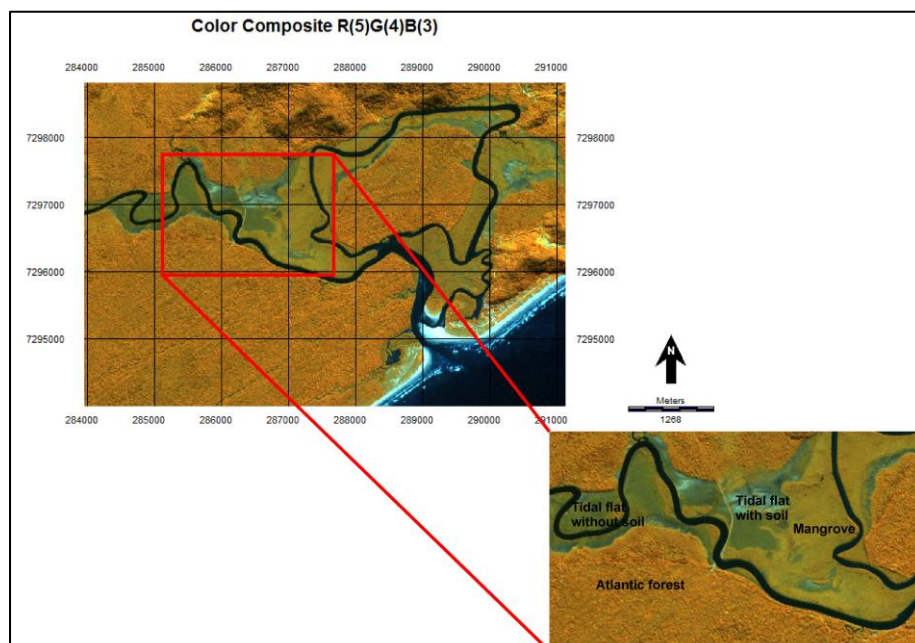 Color Composite R(5)G(4)B(3)
284000 285000 286000 287000 288000 289000 290000 291000
7298000 7298000
7297000 7297000
7296000 7296000
7295000 7295000
284000 285000 286000 287000 288000 289000 290000 291000
N
Meters
1268
Tidal flat
without soil
Tidal flat
with soil
Mangrove
Atlantic forest